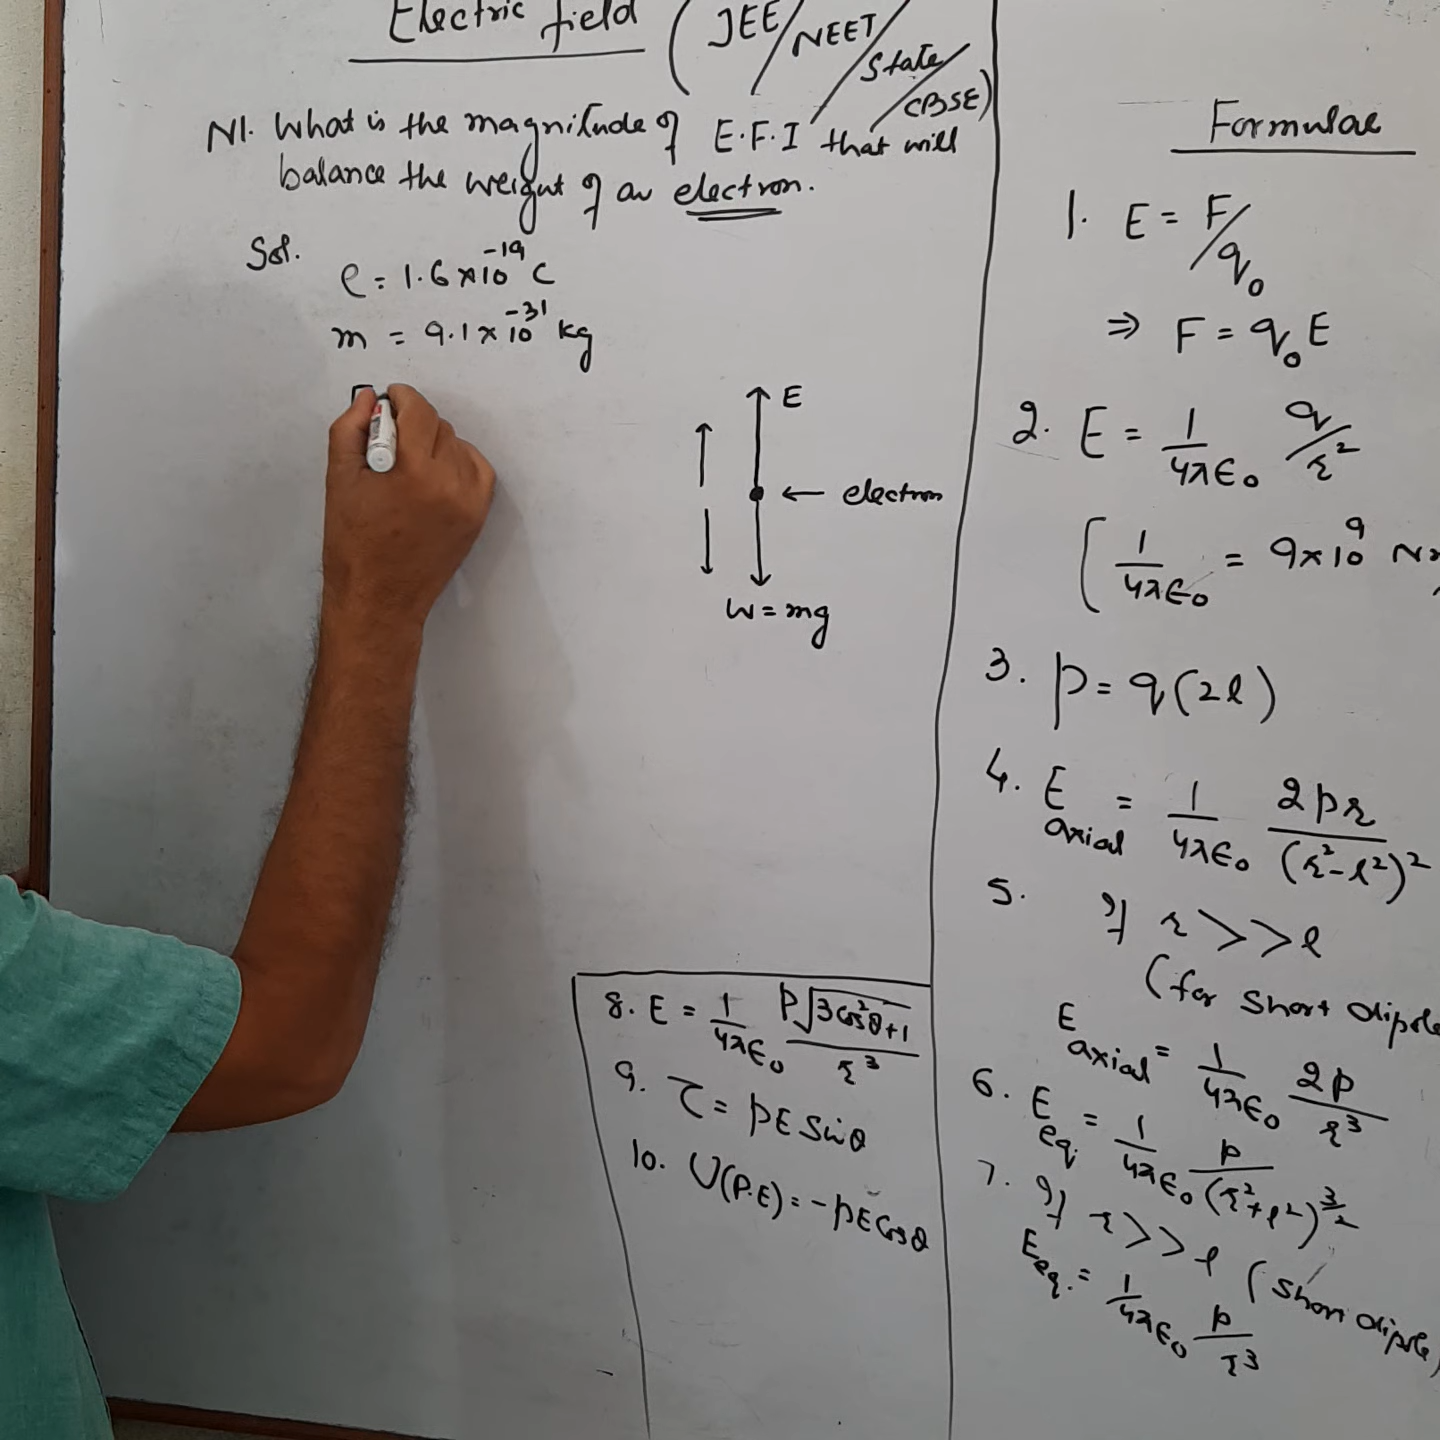 Electric field (JEE/NEET/State/CBSE)
N1. What is the magnitude of E.F.I that will
balance the weight of an electron.
Sol.
e = 1.6×10⁻¹⁹ C
m = 9.1×10⁻³¹ kg
E
electron
W = mg
8. E = 1/4πε₀ p√3cos²θ+1/r³
9. τ = pE sinθ
10. U(P.E) = -pE cosθ
Formulae
1. E = F/q₀
⇒ F = q₀E
2. E = 1/4πε₀ q/r²
[1/4πε₀ = 9×10⁹
3. p = q(2l)
4. E axial = 1/4πε₀ 2pr/(r²-l²)²
5. If r >> l
(for short dipole
E axial = 1/4πε₀ 2p/r³
6. E eq = 1/4πε₀ p/(r²+l²)^3/2
7. If r >> l (short dipole)
E eq. = 1/4πε₀ p/r³